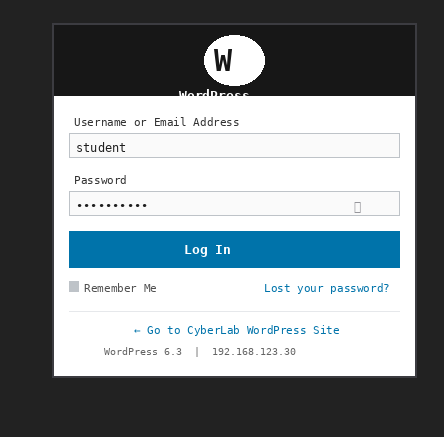 W
WordPress
Username or Email Address
student
Password
••••••••••
Log In
Remember Me Lost your password?
← Go to CyberLab WordPress Site
WordPress 6.3 | 192.168.123.30